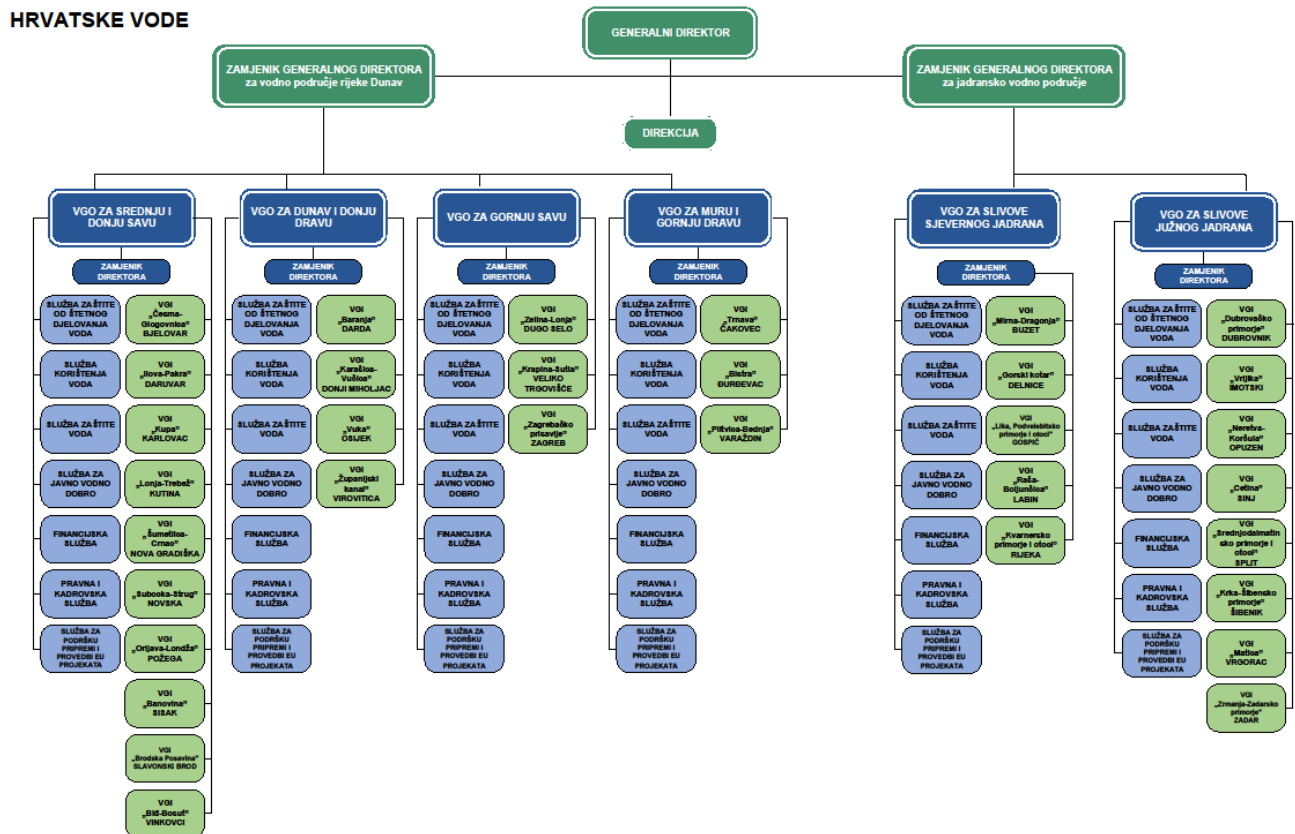 HRVATSKE VODE
GENERALNI DIREKTOR
ZAMJENIK GENERALNOG DIREKTORA
za vodno područje rijeke Dunav
ZAMJENIK GENERALNOG DIREKTORA
za jadransko vodno područje
DIREKCIJA
VGO ZA SREDNJU I
DONJU SAVU
ZAMJENIK
DIREKTORA
SLUŽBA ZAŠTITE
OD ŠTETNOG
DJELOVANJA
VODA
SLUŽBA
KORIŠTENJA
VODA
SLUŽBA ZAŠTITE
VODA
SLUŽBA ZA
JAVNO VODNO
DOBRO
FINANCIJSKA
SLUŽBA
PRAVNA I
KADROVSKA
SLUŽBA
SLUŽBA ZA
PODRŠKU
PRIPREMI I
PROVEDBI EU
PROJEKATA
VGI
„Česma-
Glogovnica”
BJELOVAR
VGI
„Ilova-Pakra”
DARUVAR
VGI
„Kupa”
KARLOVAC
VGI
„Lonja-Trebež”
KUTINA
VGI
„Šumetlica-
Crnac”
NOVA GRADIŠKA
VGI
„Subocka-Strug”
NOVSKA
VGI
„Orljava-Londža”
POŽEGA
VGI
„Banovina”
SISAK
VGI
„Brodska Posavina”
SLAVONSKI BROD
VGI
„Biđ-Bosut”
VINKOVCI
VGO ZA DUNAV I DONJU
DRAVU
ZAMJENIK
DIREKTORA
SLUŽBA ZAŠTITE
OD ŠTETNOG
DJELOVANJA
VODA
SLUŽBA
KORIŠTENJA
VODA
SLUŽBA ZAŠTITE
VODA
SLUŽBA ZA
JAVNO VODNO
DOBRO
FINANCIJSKA
SLUŽBA
PRAVNA I
KADROVSKA
SLUŽBA
SLUŽBA ZA
PODRŠKU
PRIPREMI I
PROVEDBI EU
PROJEKATA
VGI
„Baranja”
DARDA
VGI
„Karašica-
Vučica”
DONJI MIHOLJAC
VGI
„Vuka”
OSIJEK
VGI
„Županijski
kanal”
VIROVITICA
VGO ZA GORNJU SAVU
ZAMJENIK
DIREKTORA
SLUŽBA ZAŠTITE
OD ŠTETNOG
DJELOVANJA
VODA
SLUŽBA
KORIŠTENJA
VODA
SLUŽBA ZAŠTITE
VODA
SLUŽBA ZA
JAVNO VODNO
DOBRO
FINANCIJSKA
SLUŽBA
PRAVNA I
KADROVSKA
SLUŽBA
SLUŽBA ZA
PODRŠKU
PRIPREMI I
PROVEDBI EU
PROJEKATA
VGI
„Zelina-Lonja”
DUGO SELO
VGI
„Krapina-Sutla”
VELIKO
TRGOVIŠĆE
VGI
„Zagrebačko
prisavlje”
ZAGREB
VGO ZA MURU I
GORNJU DRAVU
ZAMJENIK
DIREKTORA
SLUŽBA ZAŠTITE
OD ŠTETNOG
DJELOVANJA
VODA
SLUŽBA
KORIŠTENJA
VODA
SLUŽBA ZAŠTITE
VODA
SLUŽBA ZA
JAVNO VODNO
DOBRO
FINANCIJSKA
SLUŽBA
PRAVNA I
KADROVSKA
SLUŽBA
SLUŽBA ZA
PODRŠKU
PRIPREMI I
PROVEDBI EU
PROJEKATA
VGI
„Trnava”
ČAKOVEC
VGI
„Bistra”
ĐURĐEVAC
VGI
„Plitvica-Bednja”
VARAŽDIN
VGO ZA SLIVOVE
SJEVERNOG JADRANA
ZAMJENIK
DIREKTORA
SLUŽBA ZAŠTITE
OD ŠTETNOG
DJELOVANJA
VODA
SLUŽBA
KORIŠTENJA
VODA
SLUŽBA ZAŠTITE
VODA
SLUŽBA ZA
JAVNO VODNO
DOBRO
FINANCIJSKA
SLUŽBA
PRAVNA I
KADROVSKA
SLUŽBA
SLUŽBA ZA
PODRŠKU
PRIPREMI I
PROVEDBI EU
PROJEKATA
VGI
„Mirna-Dragonja”
BUZET
VGI
„Gorski kotar”
DELNICE
VGI
„Lika, Podvelebitsko
primorje i otoci”
GOSPIĆ
VGI
„Raša-
Boljunčica”
LABIN
VGI
„Kvarnersko
primorje i otoci”
RIJEKA
VGO ZA SLIVOVE
JUŽNOG JADRANA
ZAMJENIK
DIREKTORA
SLUŽBA ZAŠTITE
OD ŠTETNOG
DJELOVANJA
VODA
SLUŽBA
KORIŠTENJA
VODA
SLUŽBA ZAŠTITE
VODA
SLUŽBA ZA
JAVNO VODNO
DOBRO
FINANCIJSKA
SLUŽBA
PRAVNA I
KADROVSKA
SLUŽBA
SLUŽBA ZA
PODRŠKU
PRIPREMI I
PROVEDBI EU
PROJEKATA
VGI
„Dubrovačko
primorje”
DUBROVNIK
VGI
„Vrljika”
IMOTSKI
VGI
„Neretva-
Korčula”
OPUZEN
VGI
„Cetina”
SINJ
VGI
„Srednjodalmatin
sko primorje i
otoci”
SPLIT
VGI
„Krka-Šibensko
primorje”
ŠIBENIK
VGI
„Matica”
VRGORAC
VGI
„Zrmanja-Zadarsko
primorje”
ZADAR